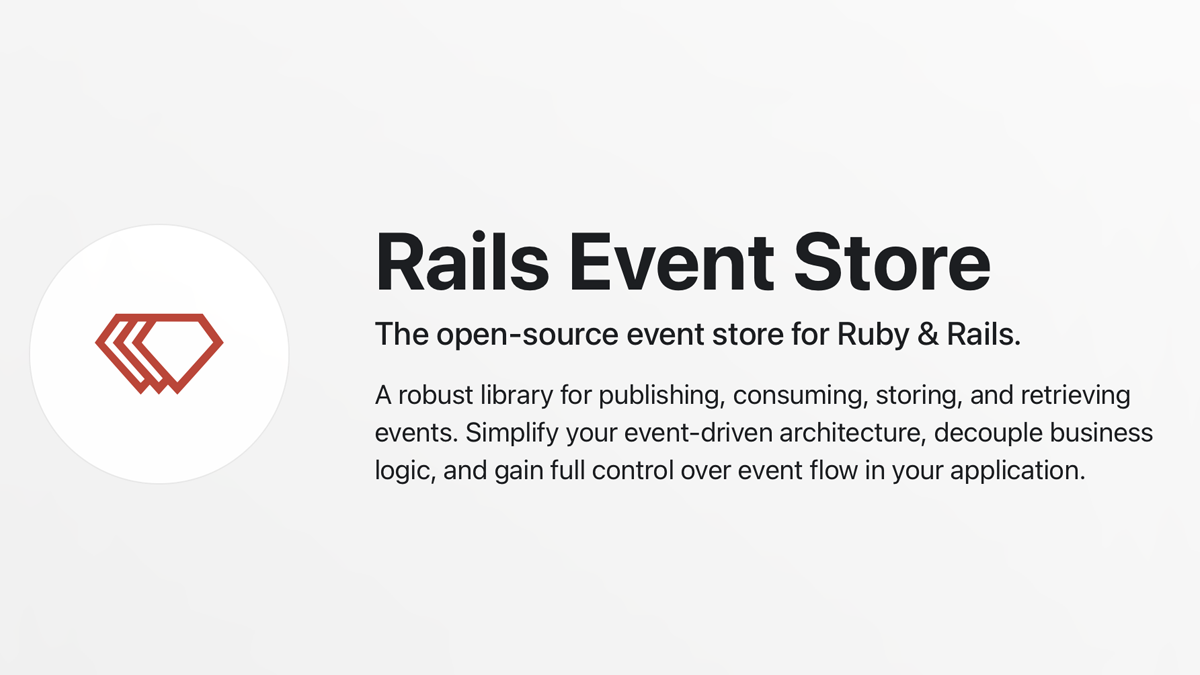 Rails Event Store
The open-source event store for Ruby & Rails.
A robust library for publishing, consuming, storing, and retrieving
events. Simplify your event-driven architecture, decouple business
logic, and gain full control over event flow in your application.